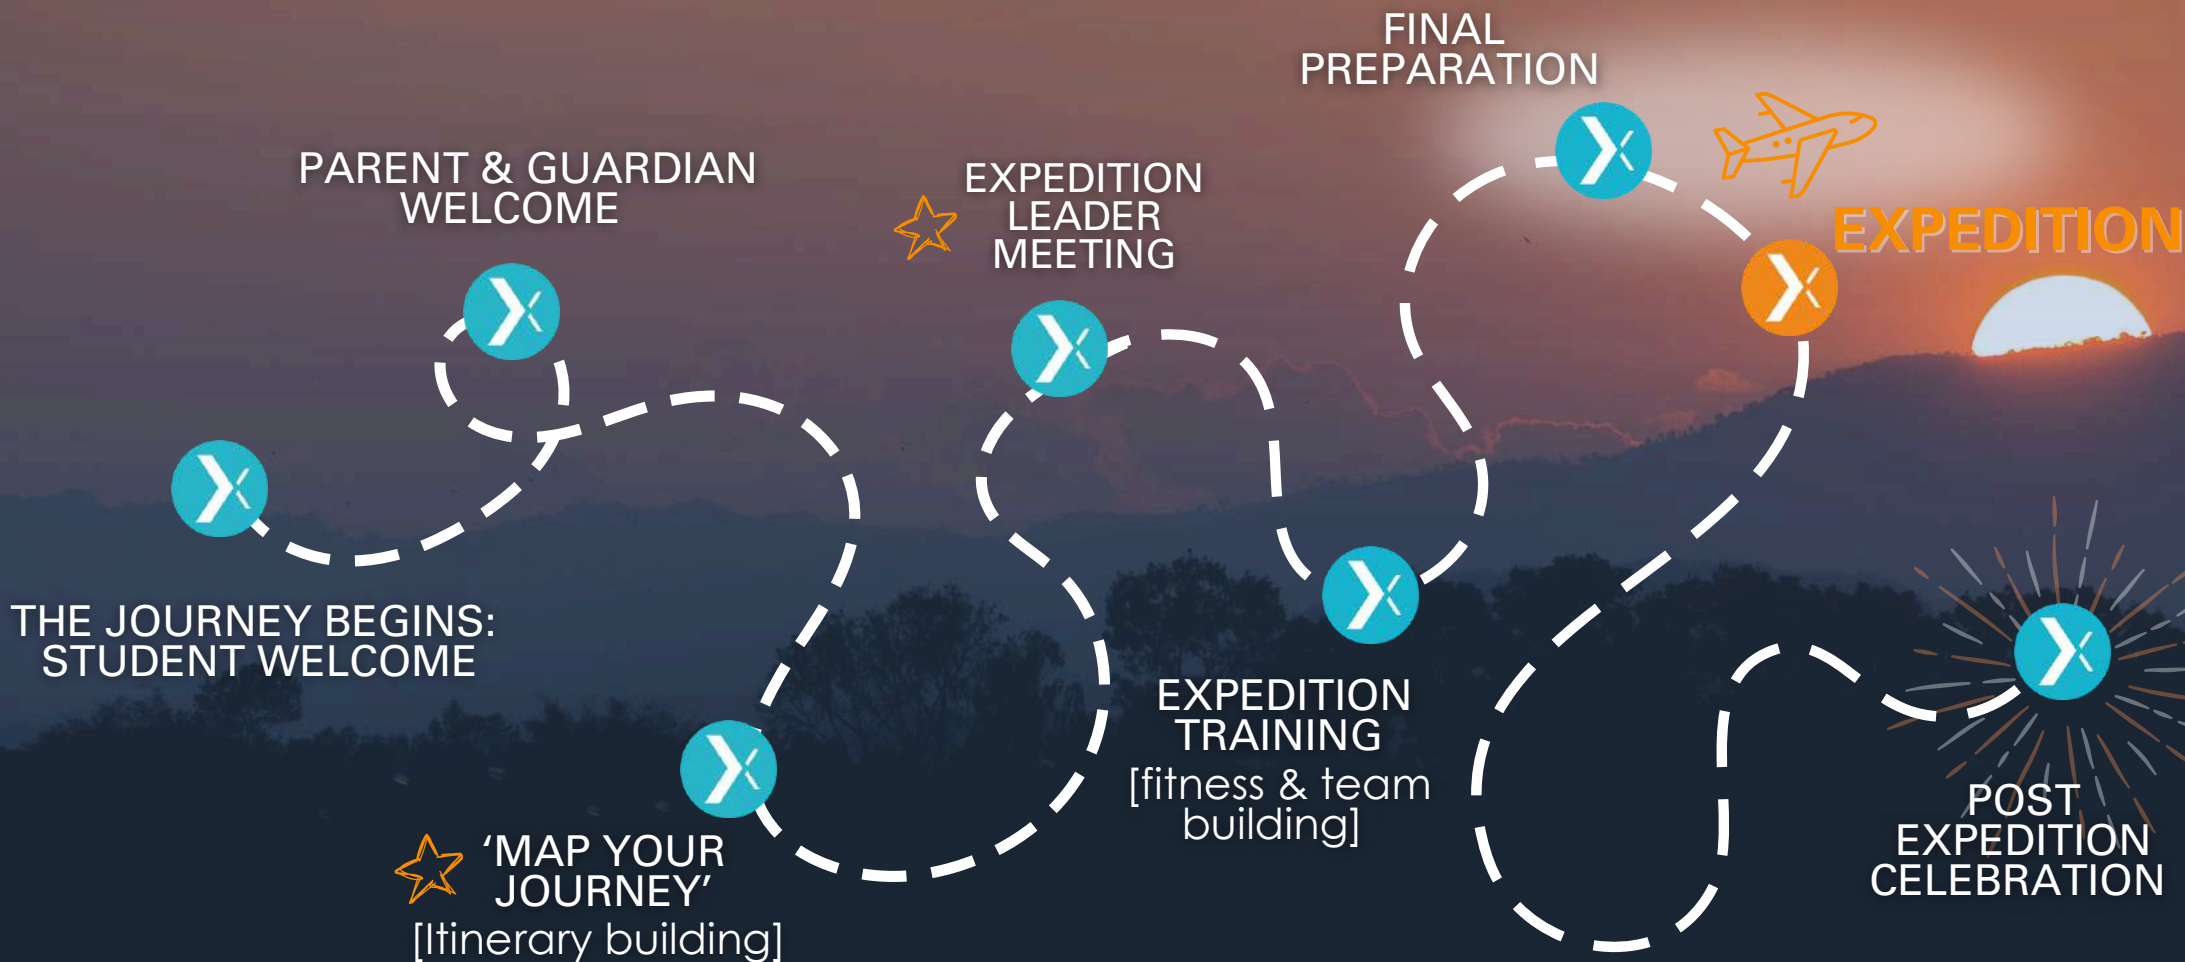 THE JOURNEY BEGINS:
STUDENT WELCOME
PARENT & GUARDIAN
WELCOME
‘MAP YOUR
JOURNEY’
[Itinerary building]
EXPEDITION
LEADER
MEETING
EXPEDITION
TRAINING
[fitness & team
building]
FINAL
PREPARATION
EXPEDITION
POST
EXPEDITION
CELEBRATION